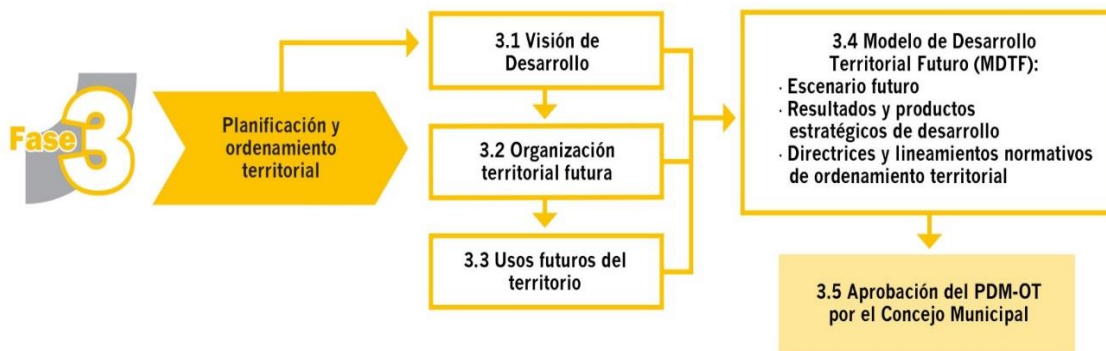 Fase 3
Planificación y
ordenamiento
territorial
3.1 Visión de
Desarrollo
3.2 Organización
territorial futura
3.3 Usos futuros del
territorio
3.4 Modelo de Desarrollo
Territorial Futuro (MDTF):
· Escenario futuro
· Resultados y productos
estratégicos de desarrollo
· Directrices y lineamientos normativos
de ordenamiento territorial
3.5 Aprobación del PDM-OT
por el Concejo Municipal